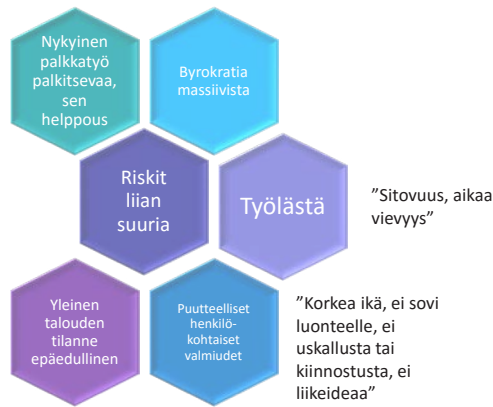 Nykyinen
palkkatyö
palkitsevaa,
sen
helppous
Byrokratia
massiivista
Riskit
liian
suuria
Työlästä
”Sitovuus, aikaa
vievyys”
Yleinen
talouden
tilanne
epäedullinen
Puutteelliset
henkilö-
kohtaiset
valmiudet
”Korkea ikä, ei sovi
luonteelle, ei
uskallusta tai
kiinnostusta, ei
liikeideaa”